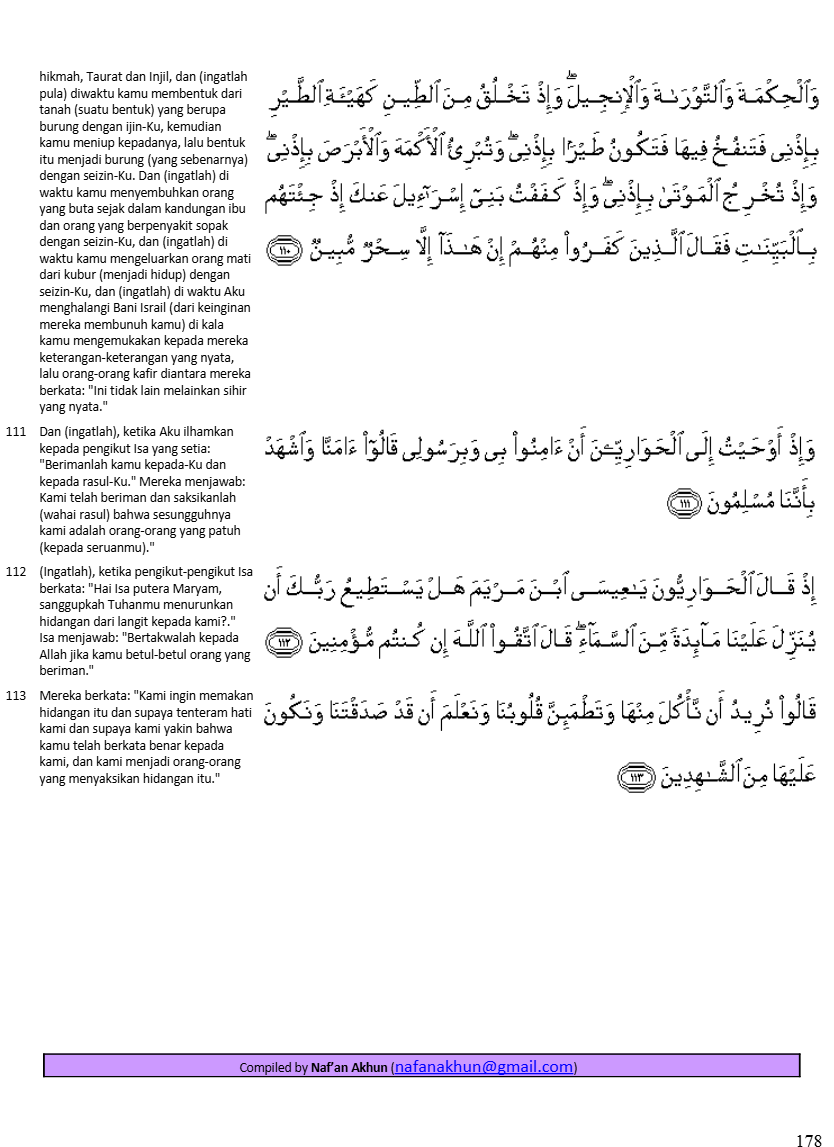 hikmah, Taurat dan Injil, dan (ingatlah
pula) diwaktu kamu membentuk dari
tanah (suatu bentuk) yang berupa
burung dengan ijin-Ku, kemudian
kamu meniup kepadanya, lalu bentuk
itu menjadi burung (yang sebenarnya)
dengan seizin-Ku. Dan (ingatlah) di
waktu kamu menyembuhkan orang
yang buta sejak dalam kandungan ibu
dan orang yang berpenyakit sopak
dengan seizin-Ku, dan (ingatlah) di
waktu kamu mengeluarkan orang mati
dari kubur (menjadi hidup) dengan
seizin-Ku, dan (ingatlah) di waktu Aku
menghalangi Bani Israil (dari keinginan
mereka membunuh kamu) di kala
kamu mengemukakan kepada mereka
keterangan-keterangan yang nyata,
lalu orang-orang kafir diantara mereka
berkata: "Ini tidak lain melainkan sihir
yang nyata."
وَٱلْحِكْمَةَ وَٱلتَّوْرَىٰةَ وَٱلْإِنجِيلَ ۖ وَإِذْ تَخْلُقُ مِنَ ٱلطِّينِ كَهَيْـَٔةِ ٱلطَّيْرِ
بِإِذْنِى فَتَنفُخُ فِيهَا فَتَكُونُ طَيْرًۢا بِإِذْنِى ۖ وَتُبْرِئُ ٱلْأَكْمَهَ وَٱلْأَبْرَصَ بِإِذْنِى ۖ
وَإِذْ تُخْرِجُ ٱلْمَوْتَىٰ بِإِذْنِى ۖ وَإِذْ كَفَفْتُ بَنِىٓ إِسْرَٰٓءِيلَ عَنكَ إِذْ جِئْتَهُم
بِٱلْبَيِّنَـٰتِ فَقَالَ ٱلَّذِينَ كَفَرُوا۟ مِنْهُمْ إِنْ هَـٰذَآ إِلَّا سِحْرٌ مُّبِينٌ ١١٠
111 Dan (ingatlah), ketika Aku ilhamkan
kepada pengikut Isa yang setia:
"Berimanlah kamu kepada-Ku dan
kepada rasul-Ku." Mereka menjawab:
Kami telah beriman dan saksikanlah
(wahai rasul) bahwa sesungguhnya
kami adalah orang-orang yang patuh
(kepada seruanmu)."
وَإِذْ أَوْحَيْتُ إِلَى ٱلْحَوَارِيِّـۧنَ أَنْ ءَامِنُوا۟ بِى وَبِرَسُولِى قَالُوٓا۟ ءَامَنَّا وَٱشْهَدْ
بِأَنَّنَا مُسْلِمُونَ ١١١
112 (Ingatlah), ketika pengikut-pengikut Isa
berkata: "Hai Isa putera Maryam,
sanggupkah Tuhanmu menurunkan
hidangan dari langit kepada kami?."
Isa menjawab: "Bertakwalah kepada
Allah jika kamu betul-betul orang yang
beriman."
إِذْ قَالَ ٱلْحَوَارِيُّونَ يَـٰعِيسَى ٱبْنَ مَرْيَمَ هَلْ يَسْتَطِيعُ رَبُّكَ أَن
يُنَزِّلَ عَلَيْنَا مَآئِدَةً مِّنَ ٱلسَّمَآءِ ۖ قَالَ ٱتَّقُوا۟ ٱللَّهَ إِن كُنتُم مُّؤْمِنِينَ ١١٢
113 Mereka berkata: "Kami ingin memakan
hidangan itu dan supaya tenteram hati
kami dan supaya kami yakin bahwa
kamu telah berkata benar kepada
kami, dan kami menjadi orang-orang
yang menyaksikan hidangan itu."
قَالُوا۟ نُرِيدُ أَن نَّأْكُلَ مِنْهَا وَتَطْمَئِنَّ قُلُوبُنَا وَنَعْلَمَ أَن قَدْ صَدَقْتَنَا وَنَكُونَ
عَلَيْهَا مِنَ ٱلشَّـٰهِدِينَ ١١٣
Compiled by Naf’an Akhun (nafanakhun@gmail.com)
178